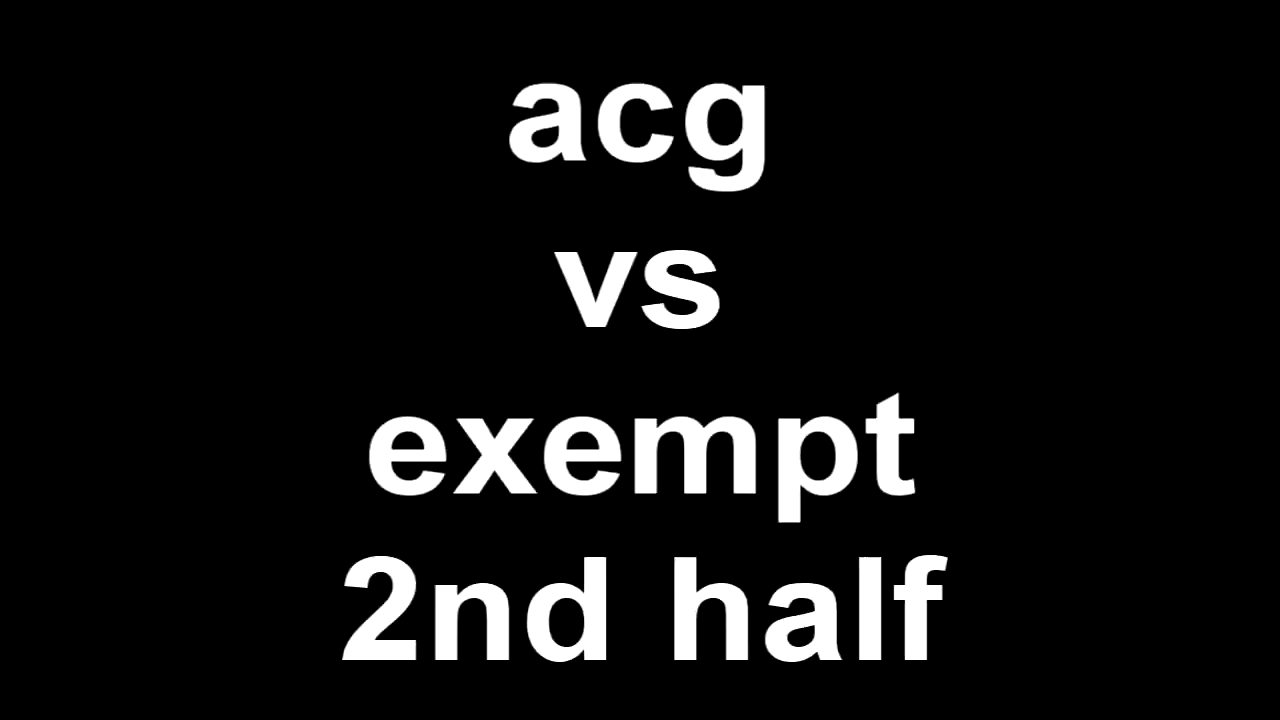 acg
vs
exempt
2nd half